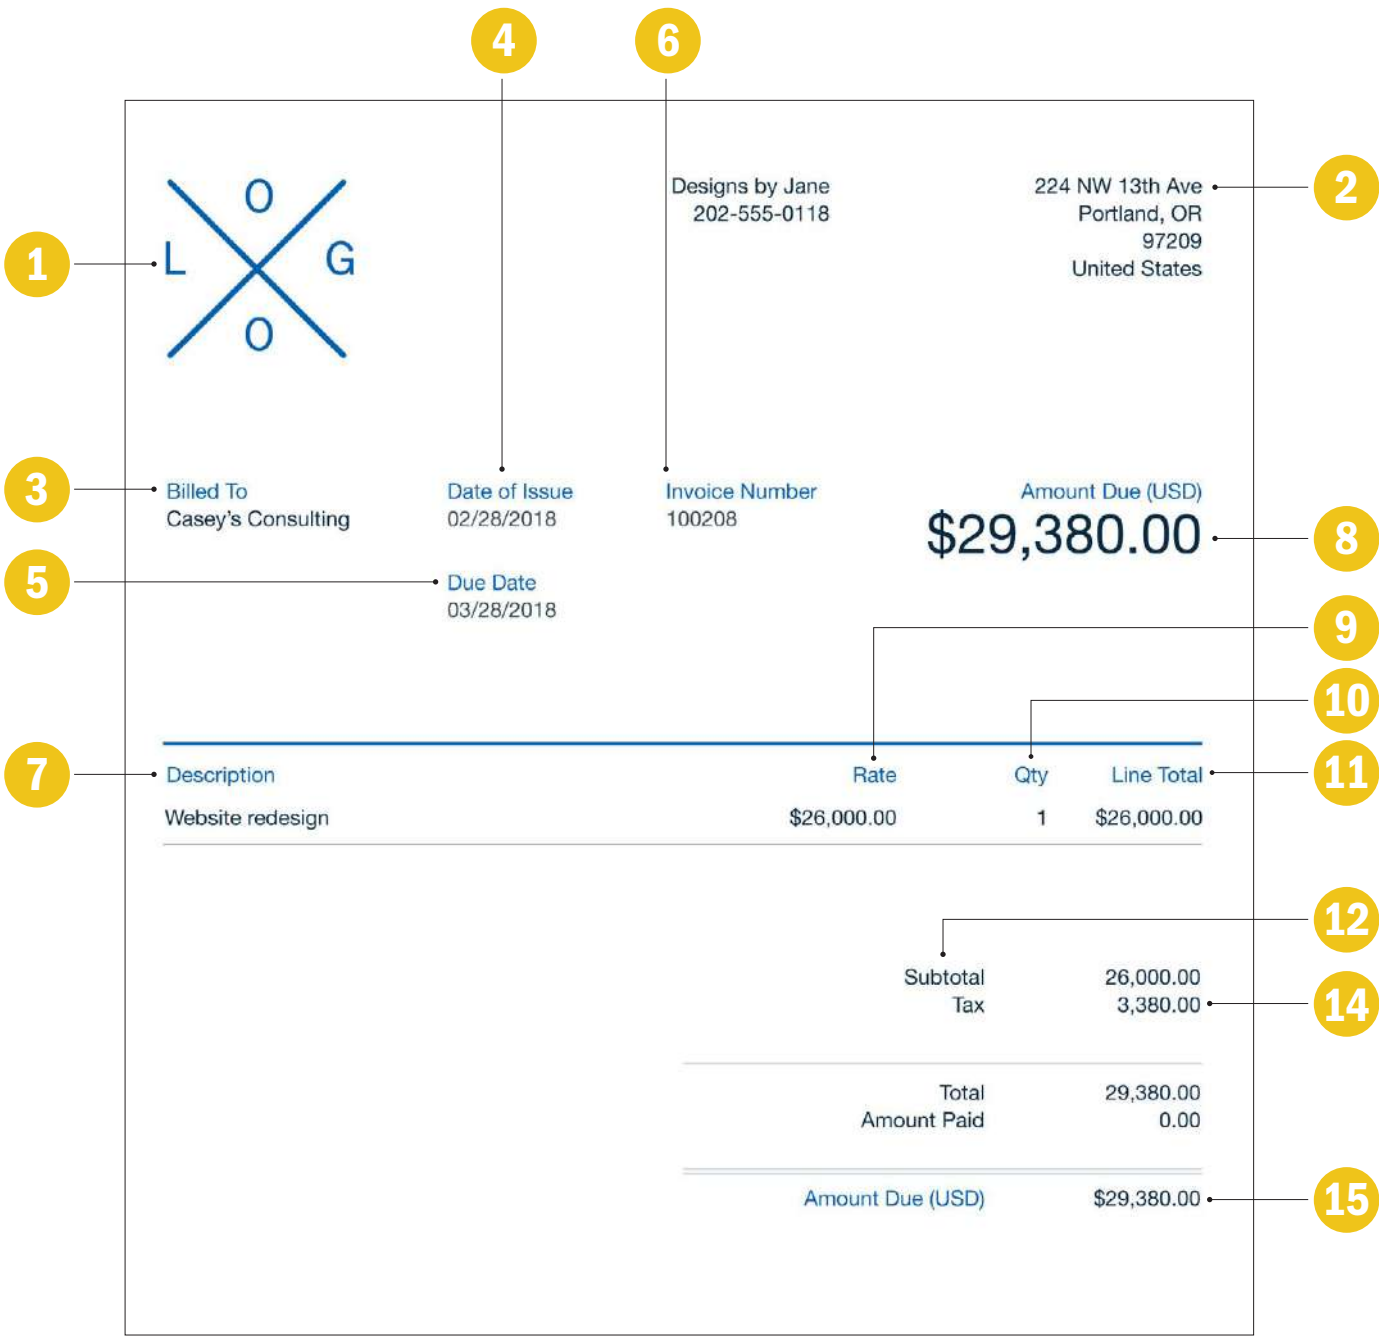 4
6
Designs by Jane
202-555-0118
224 NW 13th Ave
Portland, OR
97209
United States
2
O
L G
O
1
3
Billed To
Casey's Consulting
Date of Issue
02/28/2018
Invoice Number
100208
Amount Due (USD)
$29,380.00
8
5
Due Date
03/28/2018
9
10
7
Description Rate Qty Line Total
11
Website redesign $26,000.00 1 $26,000.00
12
Subtotal 26,000.00
Tax 3,380.00
14
Total 29,380.00
Amount Paid 0.00
Amount Due (USD) $29,380.00
15